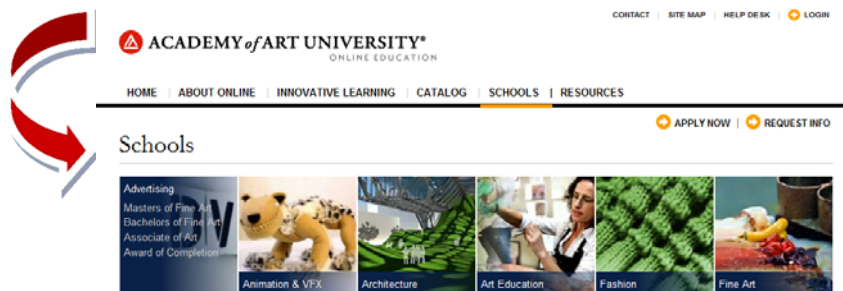 CONTACT | SITE MAP | HELP DESK | LOGIN
ACADEMY of ART UNIVERSITY®
ONLINE EDUCATION
HOME | ABOUT ONLINE | INNOVATIVE LEARNING | CATALOG | SCHOOLS | RESOURCES
APPLY NOW | REQUEST INFO
Schools
Advertising
Masters of Fine Art
Bachelors of Fine Art
Associate of Art
Award of Completion
Animation & VFX
Architecture
Art Education
Fashion
Fine Art